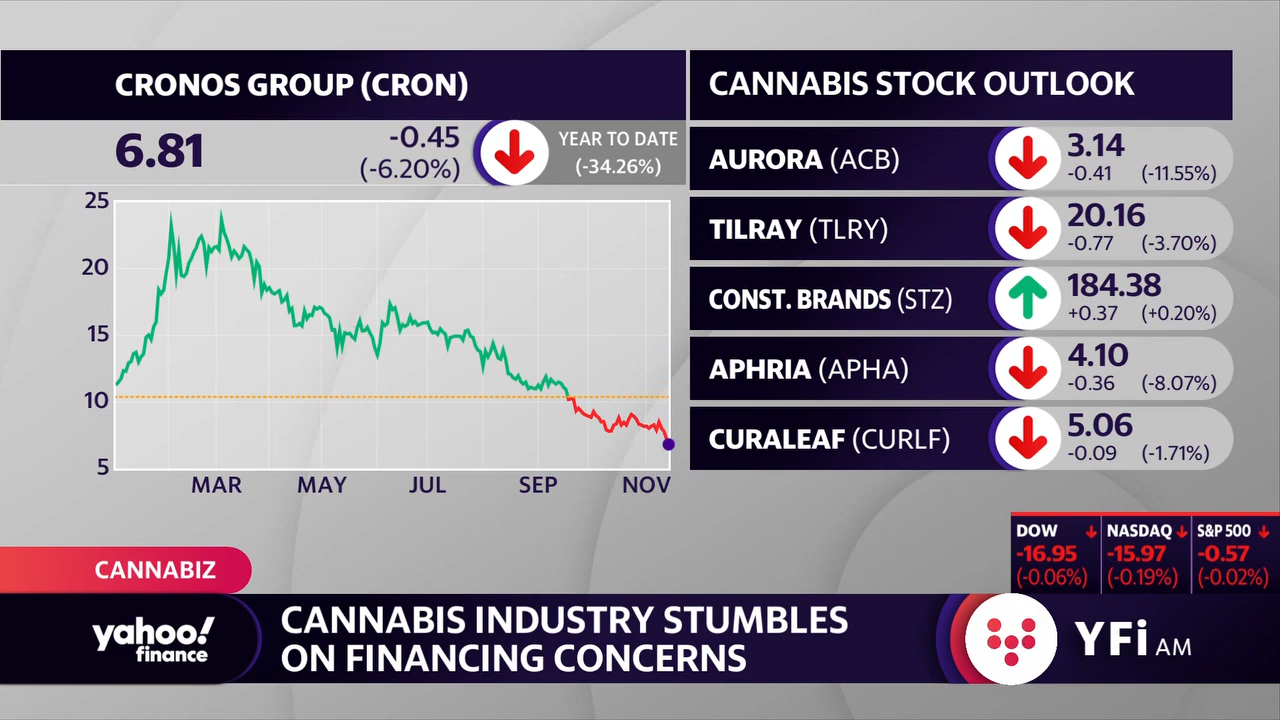 CRONOS GROUP (CRON)
6.81
-0.45
(-6.20%)
YEAR TO DATE
(-34.26%)
25
20
15
10
5
MAR MAY JUL SEP NOV
CANNABIS STOCK OUTLOOK
AURORA (ACB)
3.14
-0.41 (-11.55%)
TILRAY (TLRY)
20.16
-0.77 (-3.70%)
CONST. BRANDS (STZ)
184.38
+0.37 (+0.20%)
APHRIA (APHA)
4.10
-0.36 (-8.07%)
CURALEAF (CURLF)
5.06
-0.09 (-1.71%)
DOW
-16.95
(-0.06%)
NASDAQ
-15.97
(-0.19%)
S&P 500
-0.57
(-0.02%)
CANNABIZ
yahoo!
finance
CANNABIS INDUSTRY STUMBLES
ON FINANCING CONCERNS
YFi AM